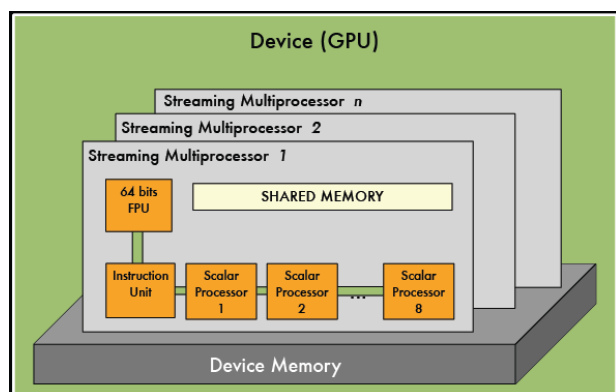 Device (GPU)
Streaming Multiprocessor n
Streaming Multiprocessor 2
Streaming Multiprocessor 1
64 bits
FPU
SHARED MEMORY
Instruction
Unit
Scalar
Processor
1
Scalar
Processor
2
...
Scalar
Processor
8
Device Memory